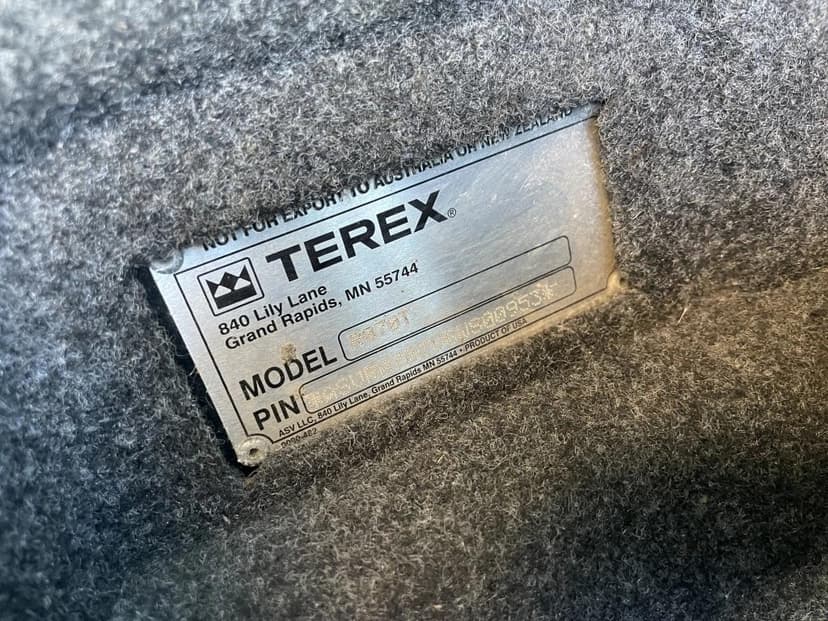 NOT FOR EXPORT TO AUSTRALIA OR NEW ZEALAND
TEREX®
840 Lily Lane
Grand Rapids, MN 55744
MODEL R070T
PIN
ASV LLC, 840 Lily Lane, Grand Rapids MN 55744 • PRODUCT OF USA